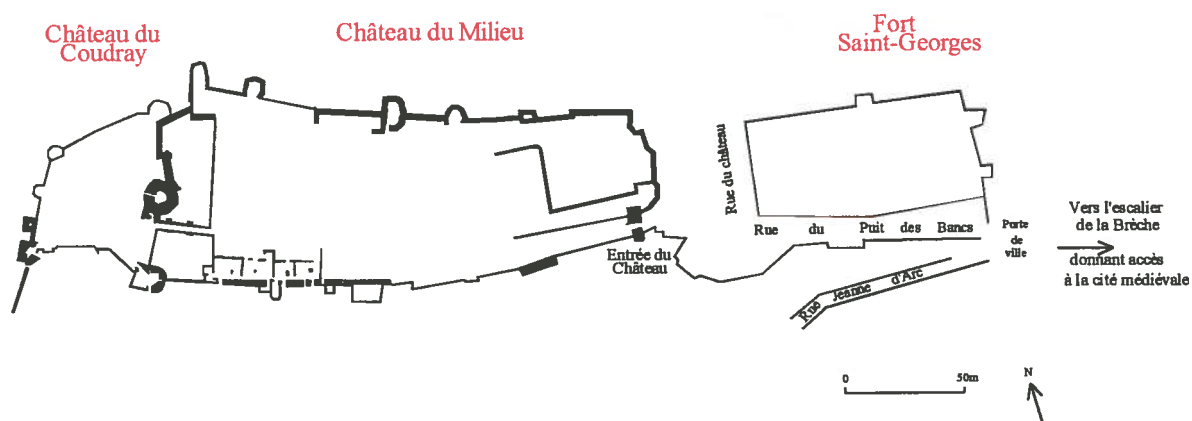 Château du
Coudray
Château du Milieu
Fort
Saint-Georges
Rue du château
Rue du Puit des Bancs
Porte
de
ville
Vers l'escalier
de la Brèche
donnant accès
à la cité médiévale
Entrée du
Château
Rue Jeanne d'Arc
0 50m
N